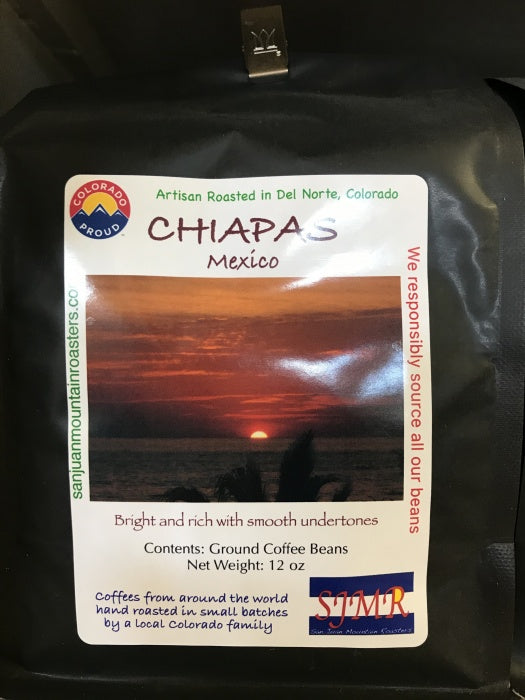 COLORADO
PROUD
Artisan Roasted in Del Norte, Colorado
CHIAPAS
Mexico
sanjuanmountainroasters.co
We responsibly source all our beans
Bright and rich with smooth undertones
Contents: Ground Coffee Beans
Net Weight: 12 oz
Coffees from around the world
hand roasted in small batches
by a local Colorado family
SJMR
San Juan Mountain Roasters